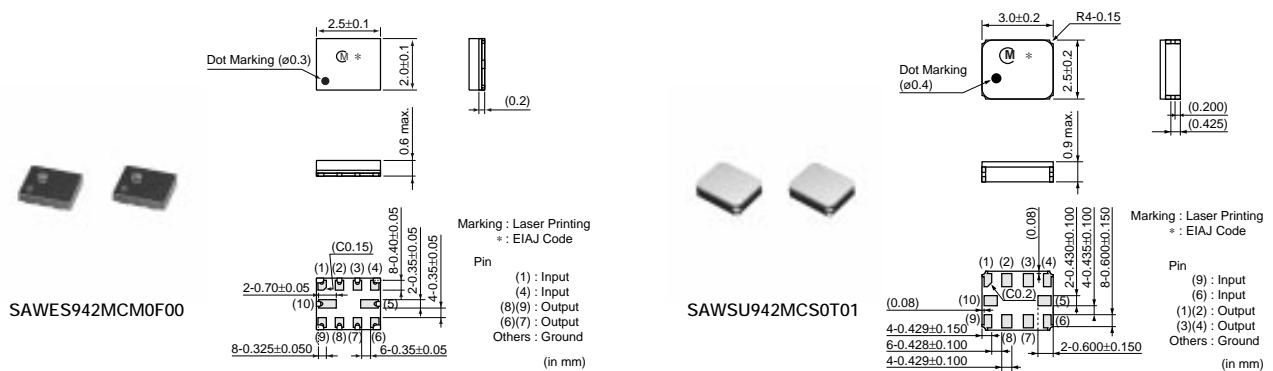 2.5±0.1
Dot Marking (ø0.3)
M *
2.0±0.1
(0.2)
0.6 max.
Marking : Laser Printing
* : EIAJ Code
(C0.15)
8-0.40±0.05
2-0.35±0.05
4-0.35±0.05
(1) (2) (3) (4)
2-0.70±0.05
(10)
(5)
(9) (8) (7) (6)
8-0.325±0.050
6-0.35±0.05
Pin
(1) : Input
(4) : Input
(8)(9) : Output
(6)(7) : Output
Others : Ground
(in mm)
SAWES942MCM0F00
3.0±0.2
R4-0.15
Dot Marking
(ø0.4)
M *
2.5±0.2
(0.200)
(0.425)
0.9 max.
Marking : Laser Printing
* : EIAJ Code
(0.08)
2-0.430±0.100
4-0.435±0.100
8-0.600±0.150
(1) (2) (3) (4)
(C0.2)
(10)
(5)
(0.08)
(9)
(6)
(8) (7)
4-0.429±0.150
6-0.428±0.100
4-0.429±0.100
2-0.600±0.150
Pin
(9) : Input
(6) : Input
(1)(2) : Output
(3)(4) : Output
Others : Ground
(in mm)
SAWSU942MCS0T01